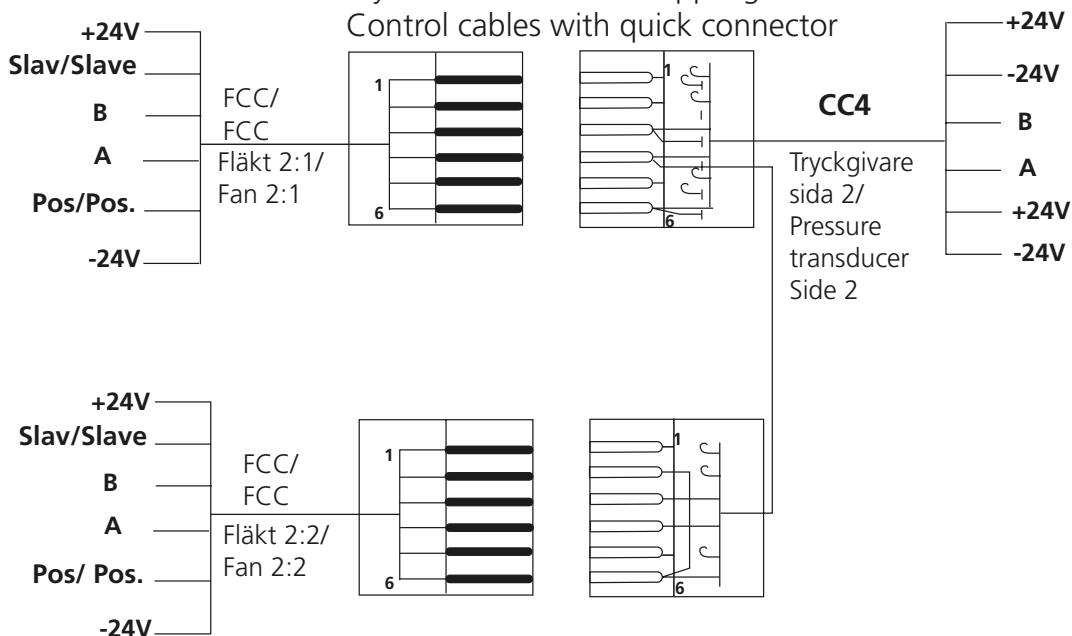 Control cables with quick connector
+24V
Slav/Slave
B
A
Pos/Pos.
-24V
FCC/
FCC
Fläkt 2:1/
Fan 2:1
1
6
1
6
CC4
Tryckgivare
sida 2/
Pressure
transducer
Side 2
+24V
-24V
B
A
+24V
-24V
+24V
Slav/Slave
B
A
Pos/ Pos.
-24V
FCC/
FCC
Fläkt 2:2/
Fan 2:2
1
6
1
6